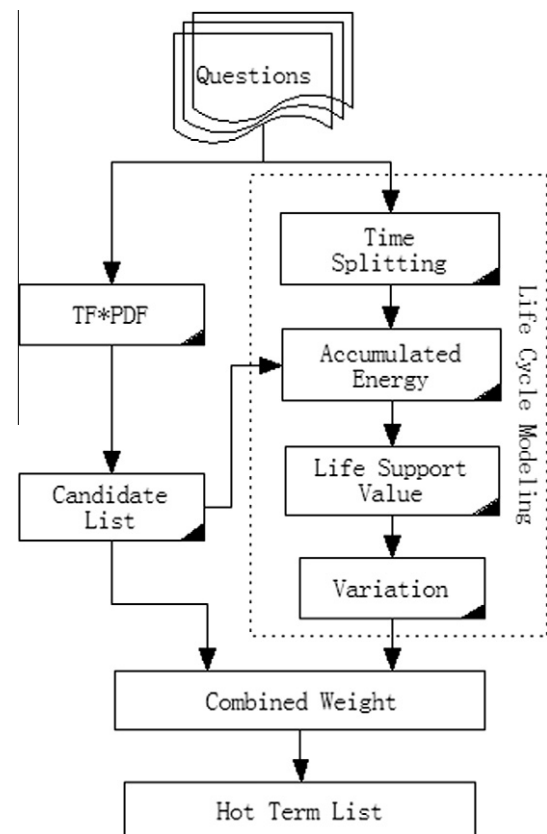 Questions
Time
Splitting
TF*PDF
Accumulated
Energy
Candidate
List
Life Support
Value
Variation
Life Cycle Modeling
Combined Weight
Hot Term List